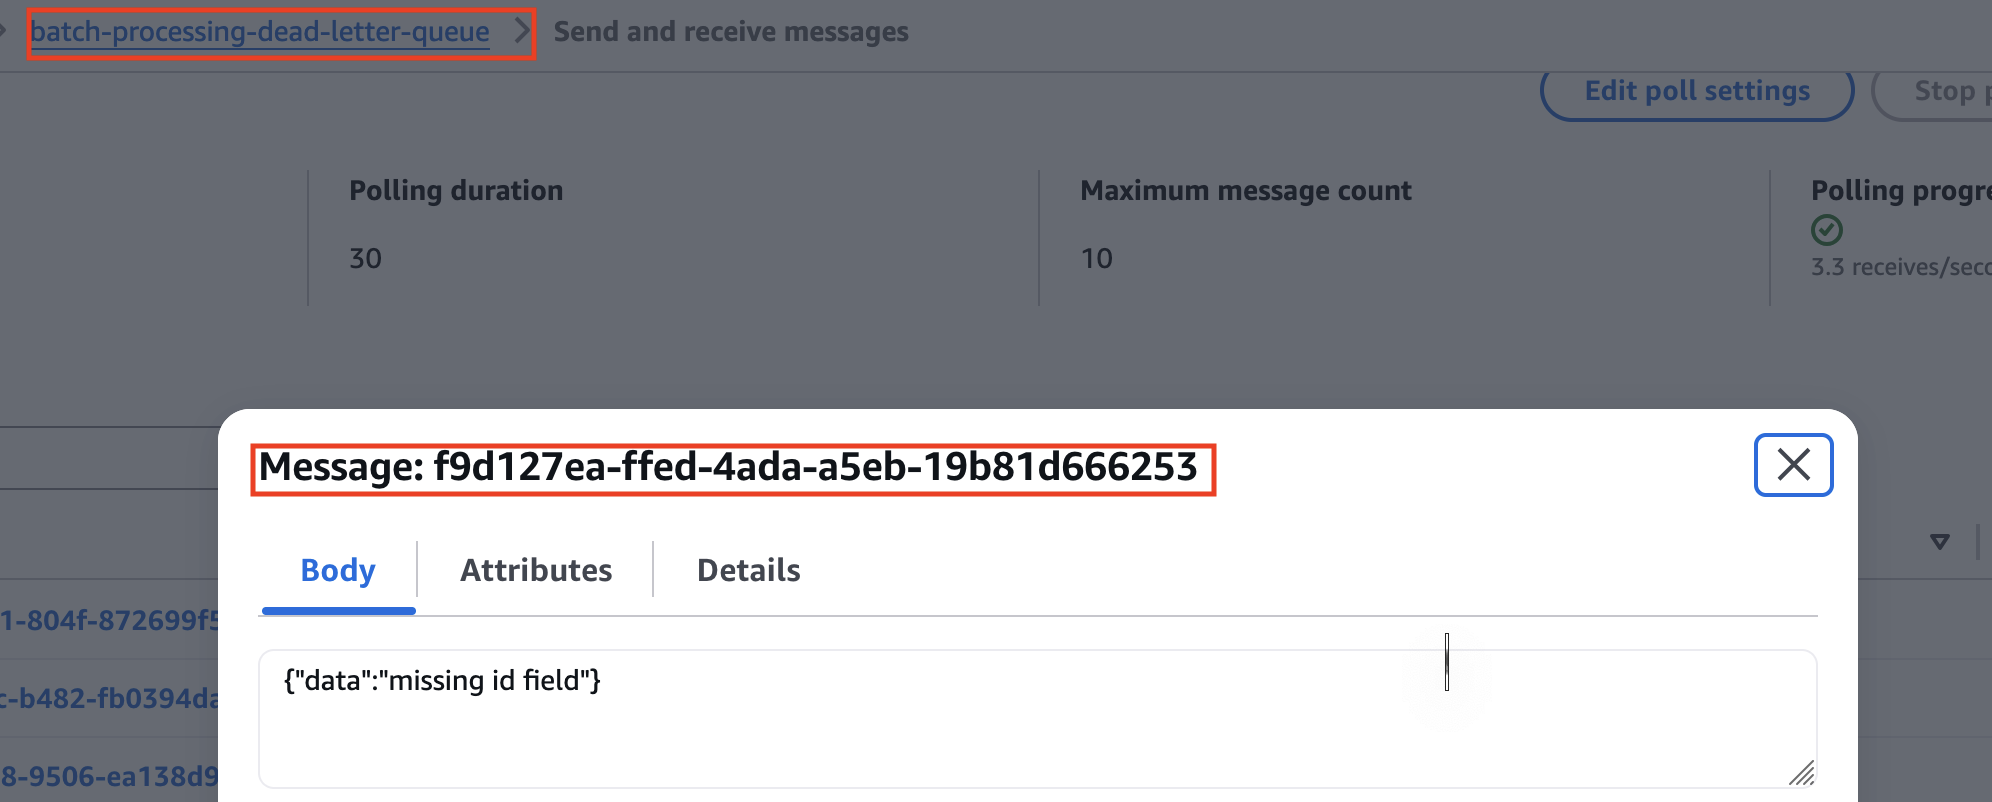 batch-processing-dead-letter-queue > Send and receive messages
Edit poll settings
Stop
Polling duration
30
Maximum message count
10
Polling progre
3.3 receives/seco
Message: f9d127ea-ffed-4ada-a5eb-19b81d666253
Body
Attributes
Details
{"data":"missing id field"}
1-804f-872699f5
c-b482-fb0394da
8-9506-ea138d9